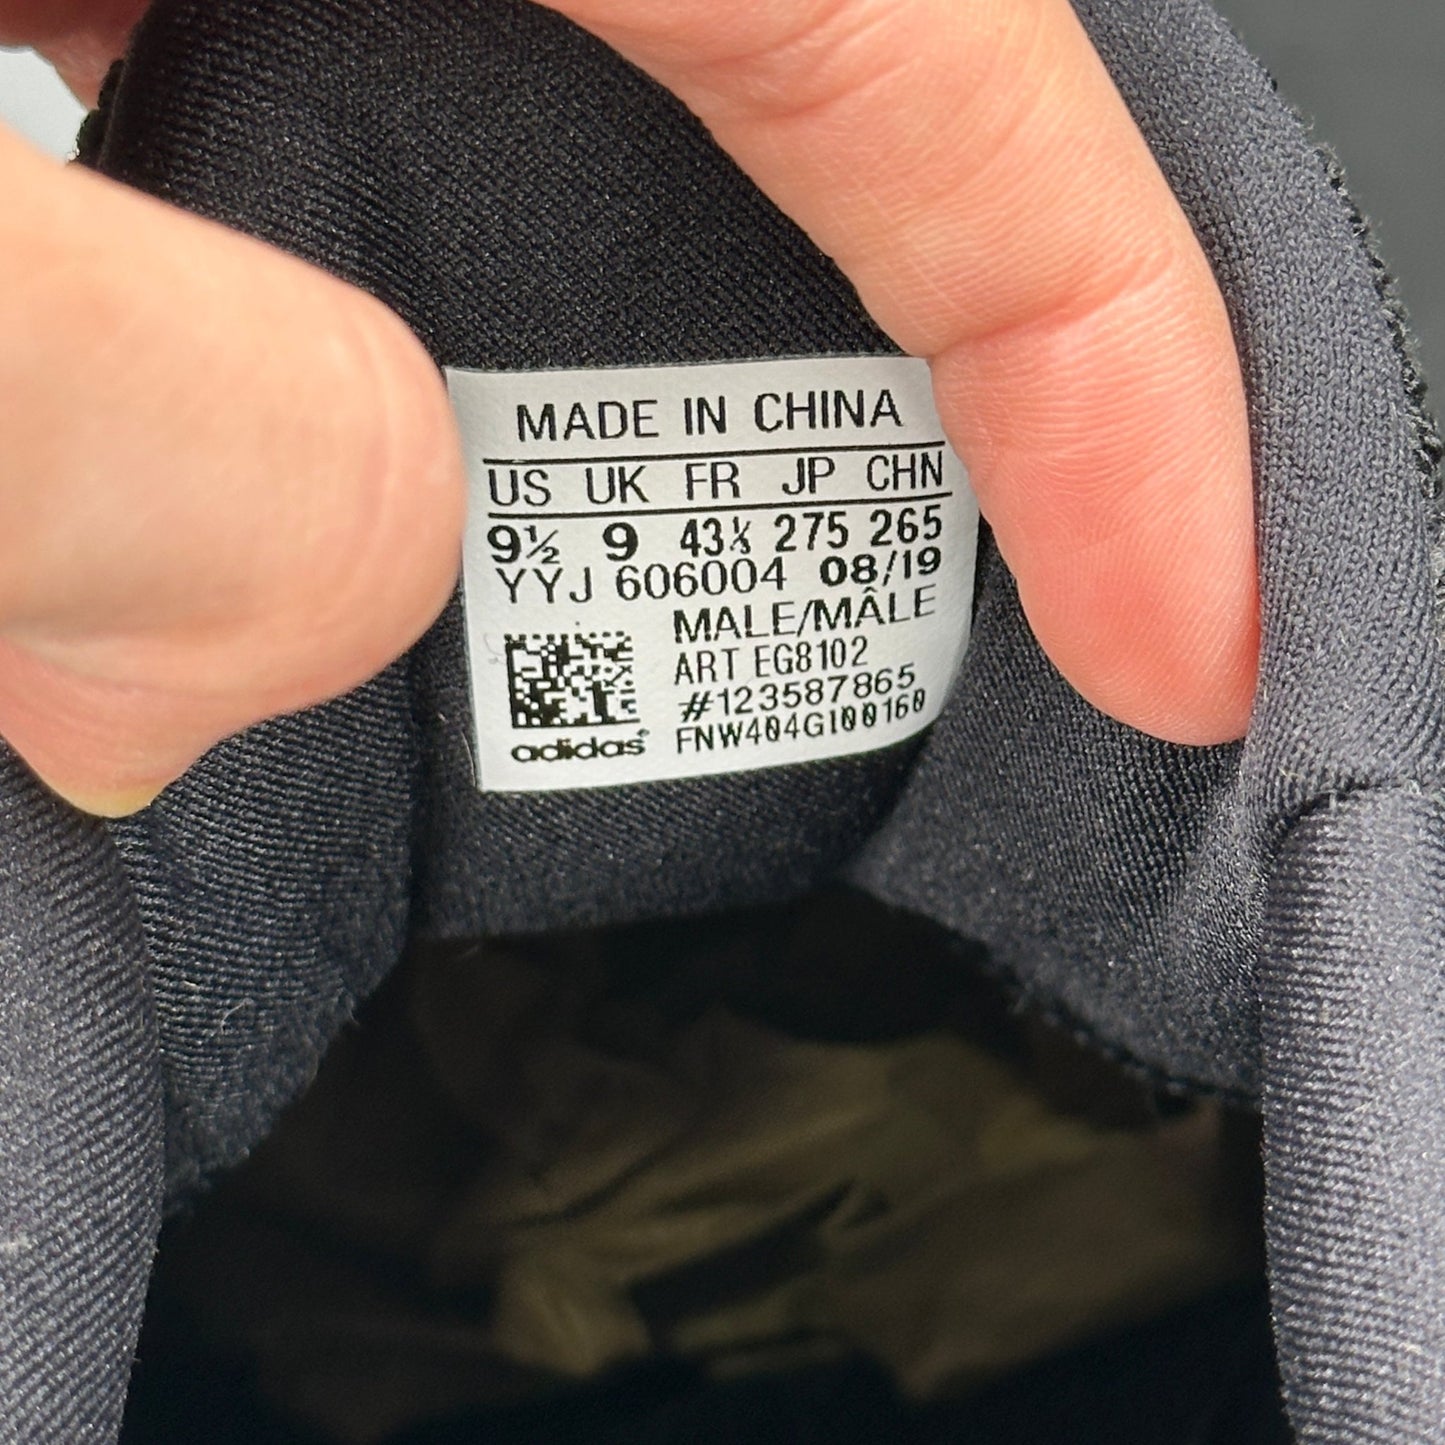 MADE IN CHINA
US UK FR JP CHN
9½ 9 43⅓ 275 265
YYJ 606004 08/19
MALE/MÂLE
ART EG8102
#123587865
FNW404GI00160
adidas